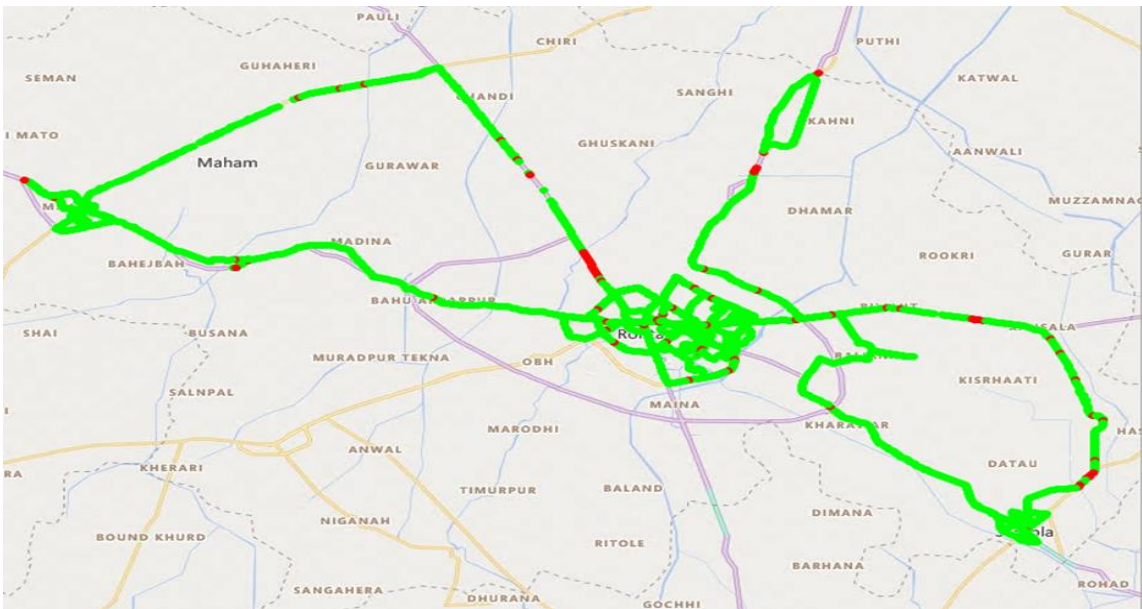 PAULI
CHIRI
PUTHI
GUHAHERI
SEMAN
KATWAL
SANGHI
KAHNI
I MATO
GHUSKANI
AANWALI
Maham
GURAWAR
MUZZAMNAG
DHAMAR
MADINA
GURAR
BAHEJBAH
ROOKRI
SHAI
BUSANA
MURADPUR TEKNA
OBH
KISRHAATI
SALNPAL
MAINA
MARODHI
ANWAL
DATAU
KHERARI
TIMURPUR
BALAND
DIMANA
NIGANAH
BOUND KHURD
RITOLE
BARHANA
ROHAD
SANGAHERA
DHURANA
GOCHHI